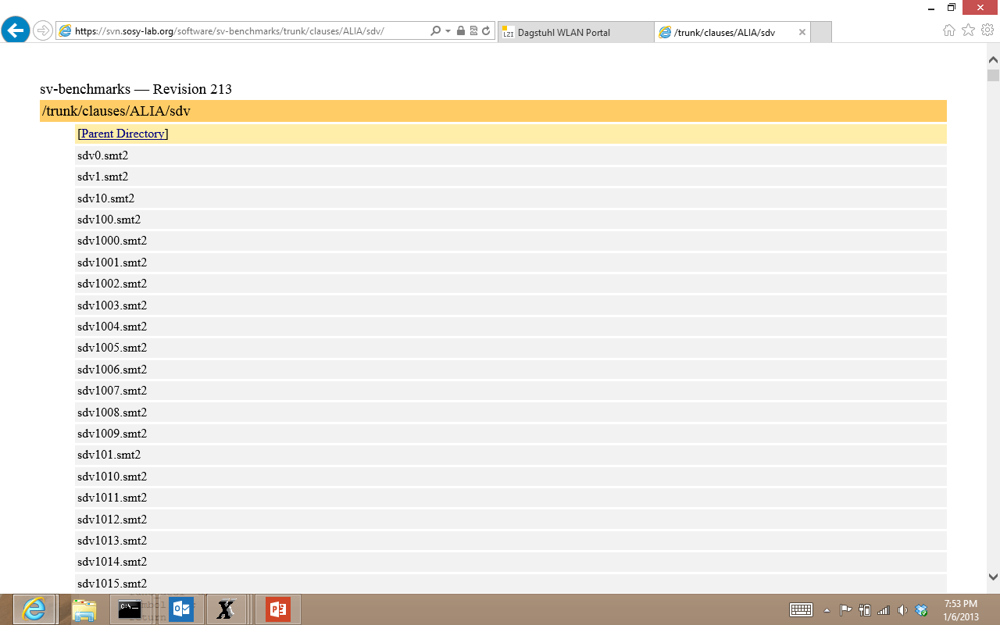 https://svn.sosy-lab.org/software/sv-benchmarks/trunk/clauses/ALIA/sdv/
LZI Dagstuhl WLAN Portal
/trunk/clauses/ALIA/sdv
sv-benchmarks — Revision 213
/trunk/clauses/ALIA/sdv
[Parent Directory]
sdv0.smt2
sdv1.smt2
sdv10.smt2
sdv100.smt2
sdv1000.smt2
sdv1001.smt2
sdv1002.smt2
sdv1003.smt2
sdv1004.smt2
sdv1005.smt2
sdv1006.smt2
sdv1007.smt2
sdv1008.smt2
sdv1009.smt2
sdv101.smt2
sdv1010.smt2
sdv1011.smt2
sdv1012.smt2
sdv1013.smt2
sdv1014.smt2
sdv1015.smt2
7:53 PM
1/6/2013